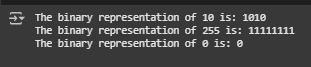 The binary representation of 10 is: 1010
The binary representation of 255 is: 11111111
The binary representation of 0 is: 0